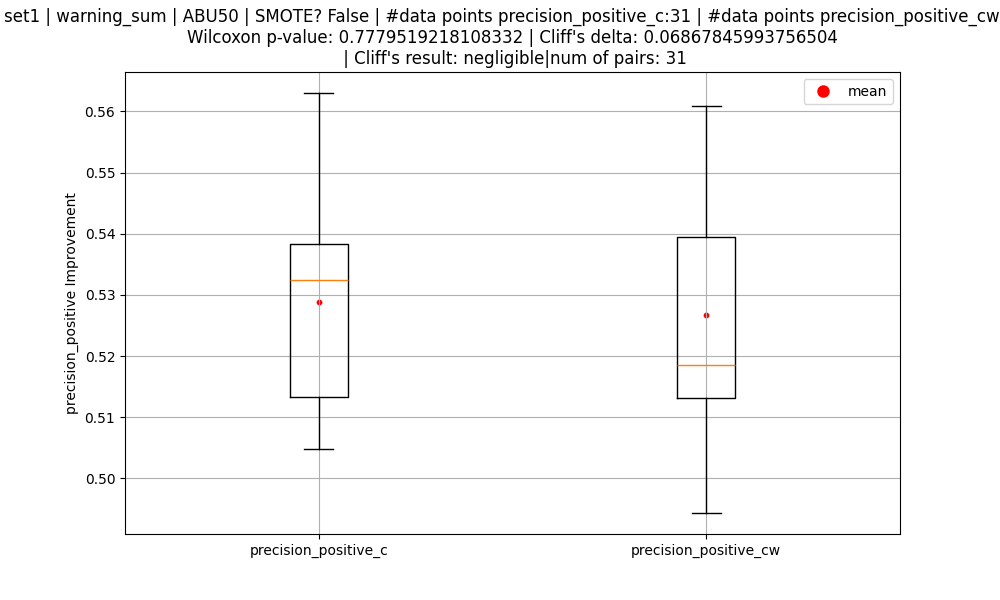 set1 | warning_sum | ABU50 | SMOTE? False | #data points precision_positive_c:31 | #data points precision_positive_cw
Wilcoxon p-value: 0.7779519218108332 | Cliff's delta: 0.06867845993756504
| Cliff's result: negligible|num of pairs: 31
mean
0.56
0.55
0.54
0.53
0.52
0.51
0.50
precision_positive Improvement
precision_positive_c
precision_positive_cw